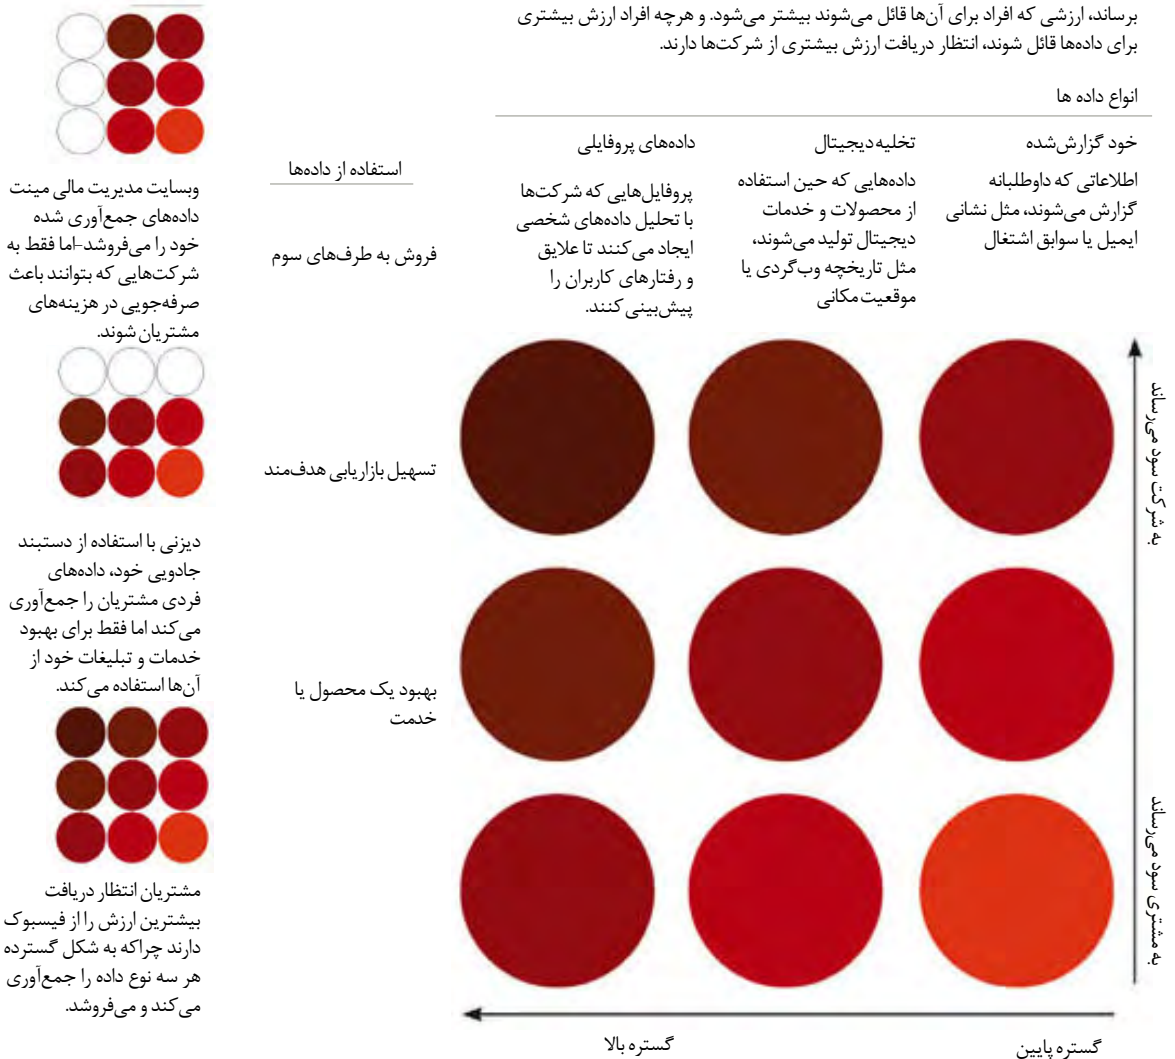 برساند، ارزشی که افراد برای آن‌ها قائل می‌شوند بیشتر می‌شود. و هرچه افراد ارزش بیشتری
برای داده‌ها قائل شوند، انتظار دریافت ارزش بیشتری از شرکت‌ها دارند.
انواع داده ها
خود گزارش‌شده
اطلاعاتی که داوطلبانه
گزارش می‌شوند، مثل نشانی
ایمیل یا سوابق اشتغال
تخلیه دیجیتال
داده‌هایی که حین استفاده
از محصولات و خدمات
دیجیتال تولید می‌شوند،
مثل تاریخچه وب‌گردی یا
موقعیت مکانی
داده‌های پروفایلی
پروفایل‌هایی که شرکت‌ها
با تحلیل داده‌های شخصی
ایجاد می‌کنند تا علایق
و رفتارهای کاربران را
پیش‌بینی کنند.
استفاده از داده‌ها
فروش به طرف‌های سوم
تسهیل بازاریابی هدف‌مند
بهبود یک محصول یا
خدمت
به شرکت سود می‌رساند
به مشتری سود می‌رساند
گستره پایین
گستره بالا
وبسایت مدیریت مالی مینت
داده‌های جمع‌آوری شده
خود را می‌فروشد-اما فقط به
شرکت‌هایی که بتوانند باعث
صرفه‌جویی در هزینه‌های
مشتریان شوند.
دیزنی با استفاده از دستبند
جادویی خود، داده‌های
فردی مشتریان را جمع‌آوری
می‌کند اما فقط برای بهبود
خدمات و تبلیغات خود از
آن‌ها استفاده می‌کند.
مشتریان انتظار دریافت
بیشترین ارزش را از فیسبوک
دارند چراکه به شکل گسترده
هر سه نوع داده را جمع‌آوری
می‌کند و می‌فروشد.